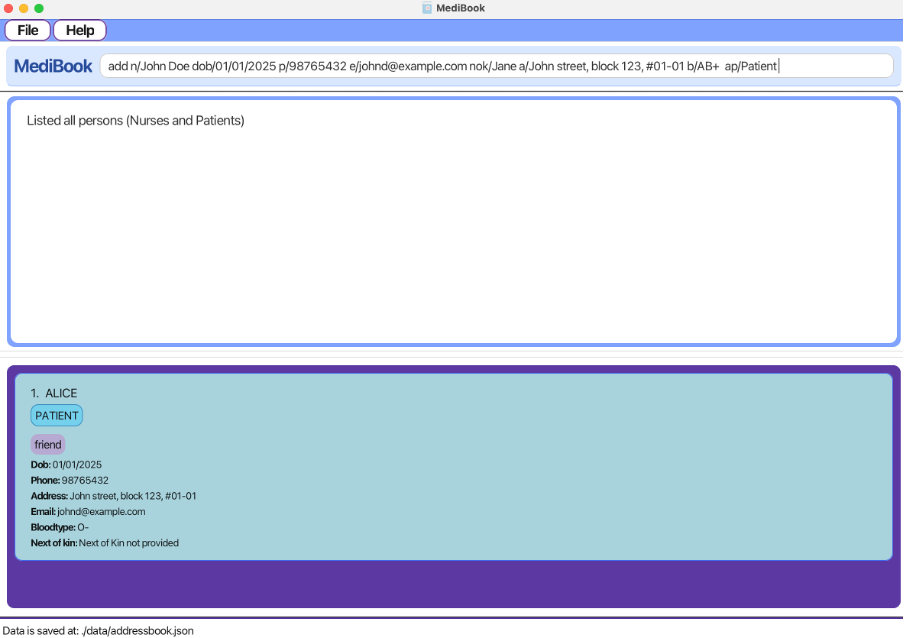 MediBook
File Help
MediBook add n/John Doe dob/01/01/2025 p/98765432 e/johnd@example.com nok/Jane a/John street, block 123, #01-01 b/AB+  ap/Patient
Listed all persons (Nurses and Patients)
1. ALICE
PATIENT
friend
Dob: 01/01/2025
Phone: 98765432
Address: John street, block 123, #01-01
Email: johnd@example.com
Bloodtype: O-
Next of kin: Next of Kin not provided
Data is saved at: ./data/addressbook.json